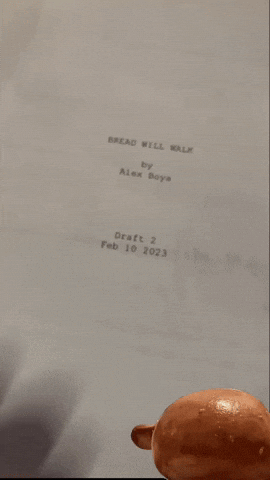 BREAD WILL WALK
by
Alex Boya
Draft 2
Feb 10 2023